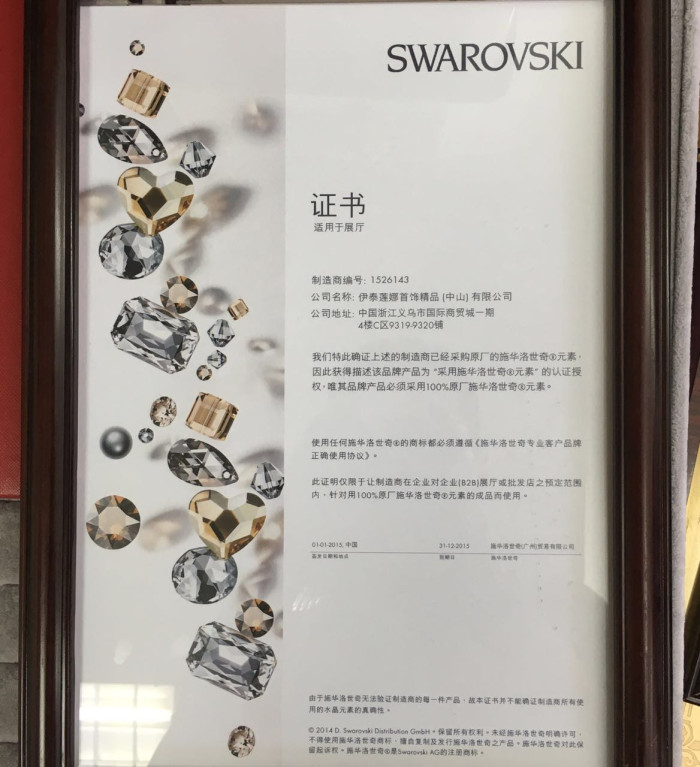 SWAROVSKI
证书
适用于展厅
制造商编号: 1526143
公司名称: 伊泰莲娜首饰精品 (中山) 有限公司
公司地址: 中国浙江义乌市国际商贸城一期
4楼C区9319-9320铺
我们特此确证上述的制造商已经采购原厂的施华洛世奇®元素，
因此获得描述该品牌产品为 “采用施华洛世奇®元素” 的认证授
权。唯其品牌产品必须采用100%原厂施华洛世奇®元素。
使用任何施华洛世奇®的商标都必须遵循《施华洛世奇专业客户品牌
正确使用协议》。
此证明仅限于让制造商在企业对企业(B2B)展厅或批发店之预定范围
内，针对用100%原厂施华洛世奇®元素的成品而使用。
01-01-2015, 中国 31-12-2015 施华洛世奇(广州)贸易有限公司
签发日期和地点 到期日 施华洛世奇
由于施华洛世奇无法验证制造商的每一件产品，故本证书并不能确证制造商所有使
用的水晶元素的真确性。
© 2014 D. Swarovski Distribution GmbH。保留所有权利。未经施华洛世奇明确许可，
不得使用施华洛世奇商标，擅自复制及发行施华洛世奇之产品。施华洛世奇对此保
留起诉权。施华洛世奇®是Swarovski AG的注册商标。